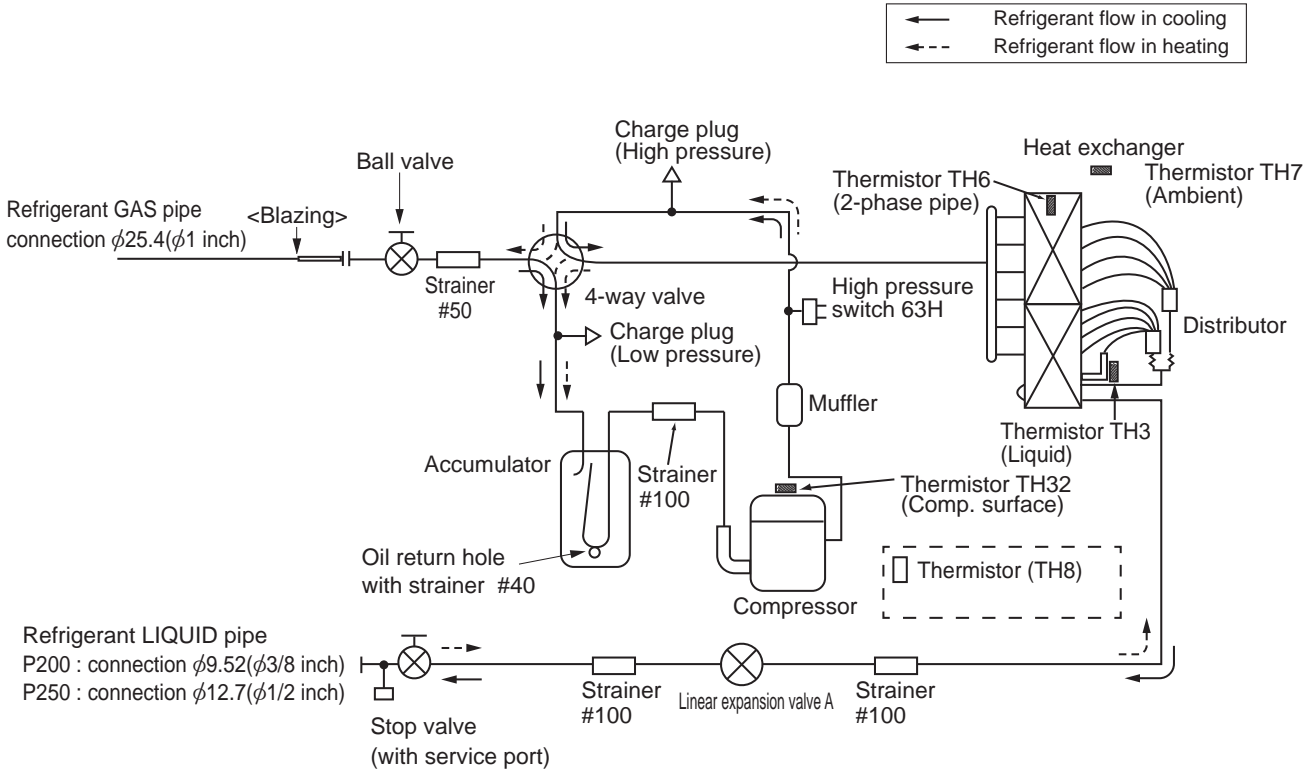 Refrigerant flow in cooling
Refrigerant flow in heating
Charge plug
(High pressure)
Heat exchanger
Ball valve
Thermistor TH7
(Ambient)
Thermistor TH6
(2-phase pipe)
Refrigerant GAS pipe
connection ϕ25.4(ϕ1 inch)
<Blazing>
Strainer
#50
4-way valve
High pressure
switch 63H
Distributor
Charge plug
(Low pressure)
Muffler
Thermistor TH3
(Liquid)
Accumulator
Strainer
#100
Thermistor TH32
(Comp. surface)
Oil return hole
with strainer #40
Thermistor (TH8)
Compressor
Refrigerant LIQUID pipe
P200 : connection ϕ9.52(ϕ3/8 inch)
P250 : connection ϕ12.7(ϕ1/2 inch)
Strainer
#100
Linear expansion valve A
Strainer
#100
Stop valve
(with service port)